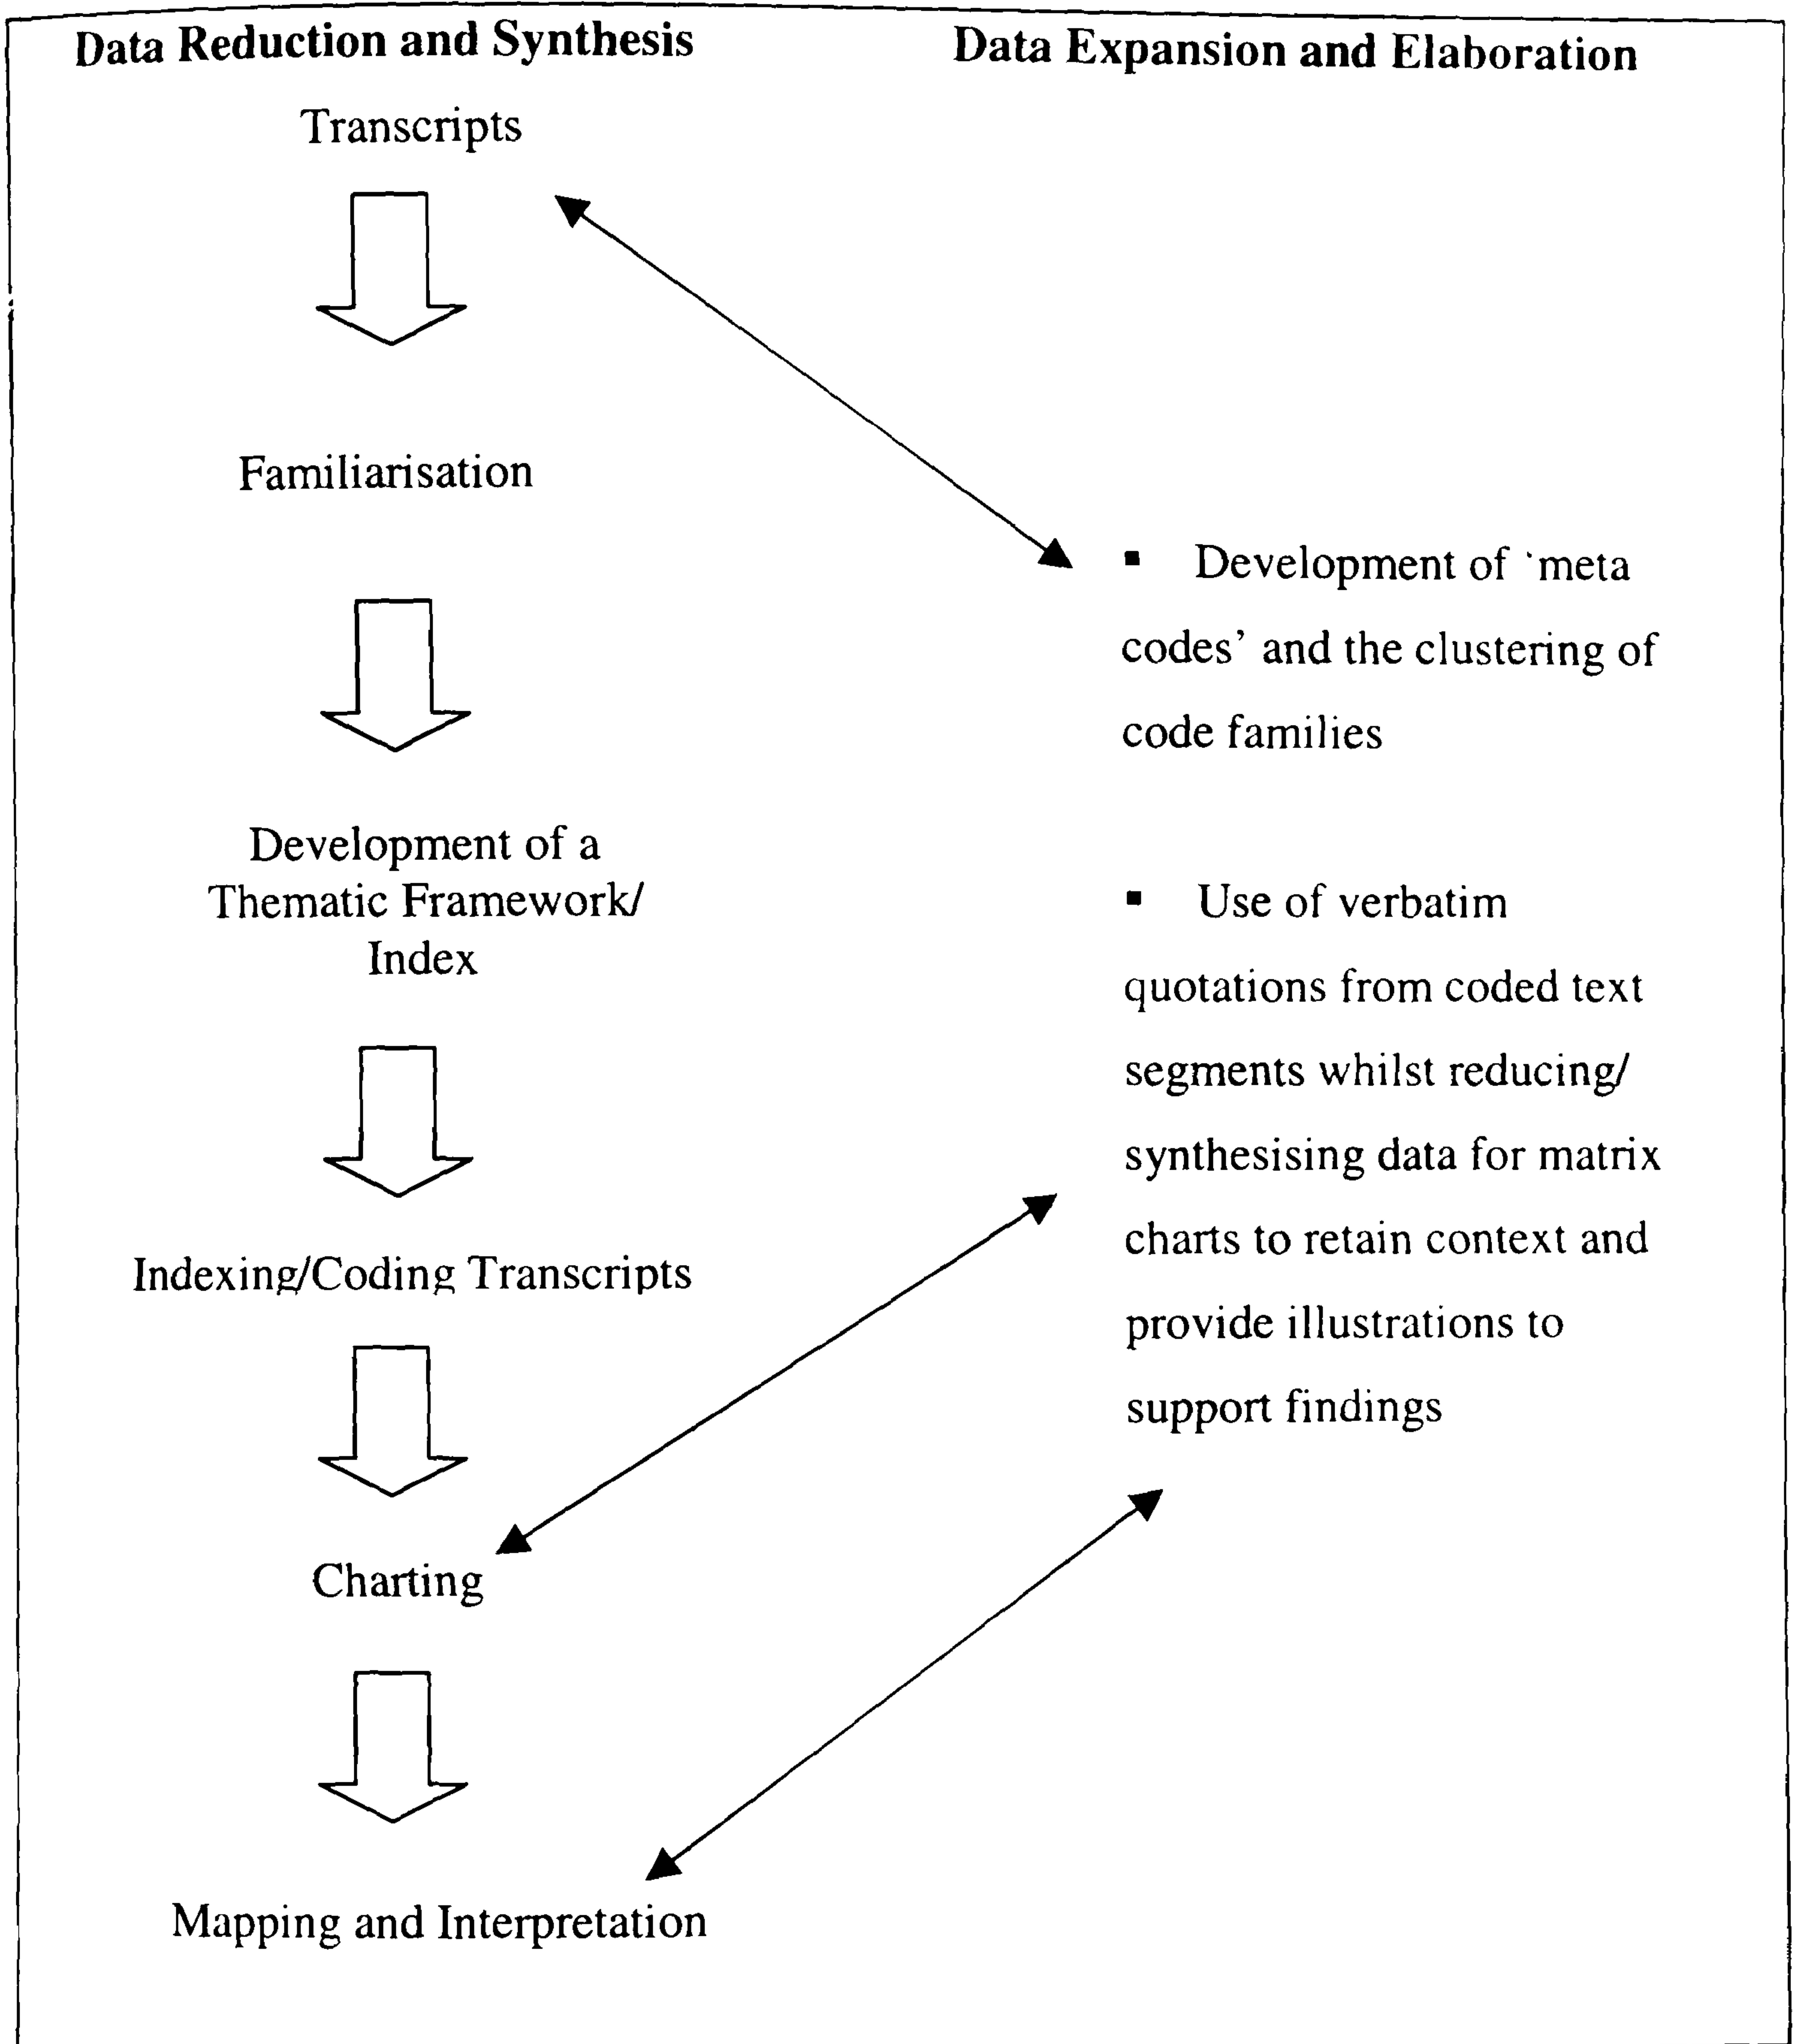 Data Reduction and Synthesis
Data Expansion and Elaboration
Transcripts
Familiarisation
Development of a
Thematic Framework/
Index
Indexing/Coding Transcripts
Charting
Mapping and Interpretation
▪ Development of ‘meta
codes’ and the clustering of
code families
▪ Use of verbatim
quotations from coded text
segments whilst reducing/
synthesising data for matrix
charts to retain context and
provide illustrations to
support findings